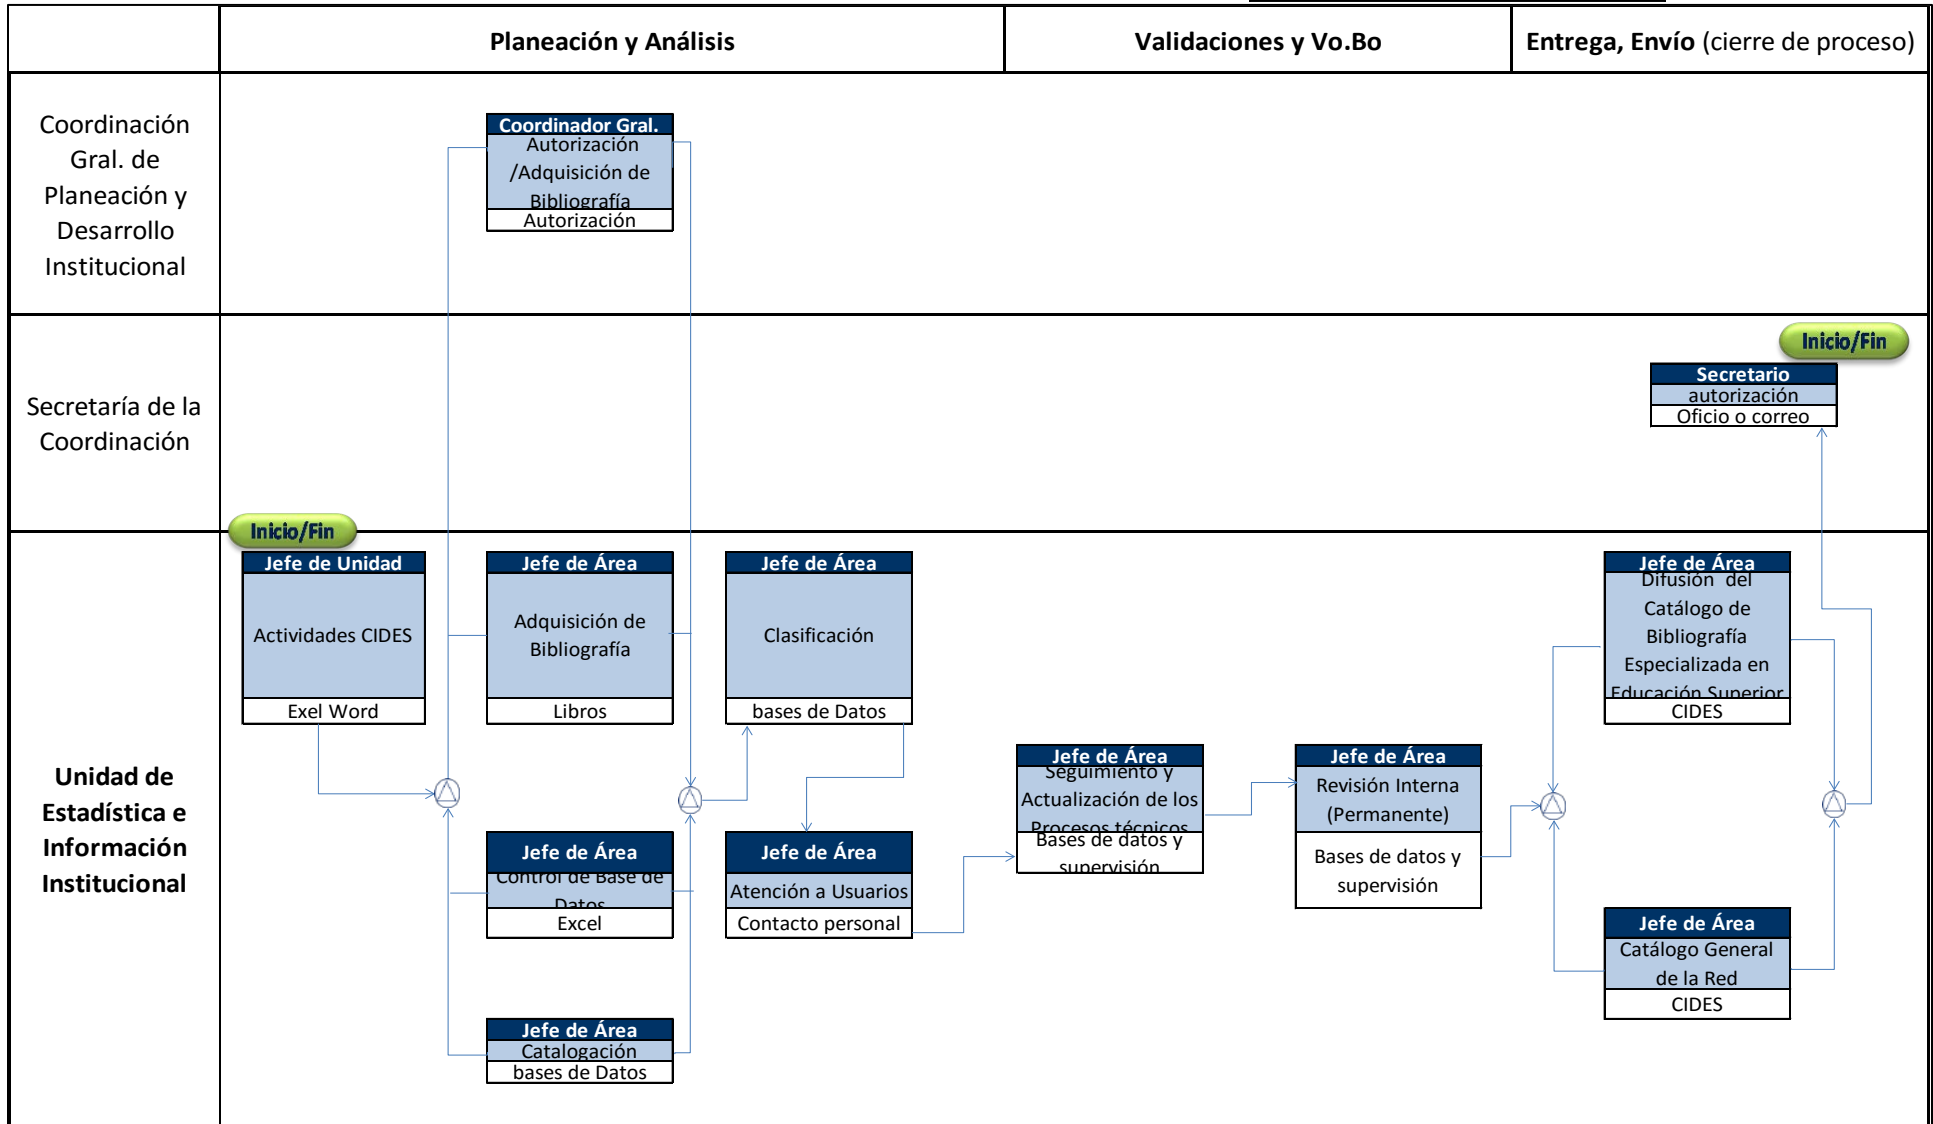 Planeación y Análisis
Validaciones y Vo.Bo
Entrega, Envío (cierre de proceso)
Coordinación
Gral. de
Planeación y
Desarrollo
Institucional
Coordinador Gral.
Autorización
/Adquisición de
Bibliografía
Autorización
Secretaría de la
Coordinación
Inicio/Fin
Secretario
autorización
Oficio o correo
Unidad de
Estadística e
Información
Institucional
Inicio/Fin
Jefe de Unidad
Actividades CIDES
Exel Word
Jefe de Área
Adquisición de
Bibliografía
Libros
Jefe de Área
Clasificación
bases de Datos
Jefe de Área
Control de Base de
Datos
Excel
Jefe de Área
Atención a Usuarios
Contacto personal
Jefe de Área
Catalogación
bases de Datos
Jefe de Área
Seguimiento y
Actualización de los
Procesos técnicos
Bases de datos y
supervisión
Jefe de Área
Revisión Interna
(Permanente)
Bases de datos y
supervisión
Jefe de Área
Difusión del
Catálogo de
Bibliografía
Especializada en
Educación Superior
CIDES
Jefe de Área
Catálogo General
de la Red
CIDES